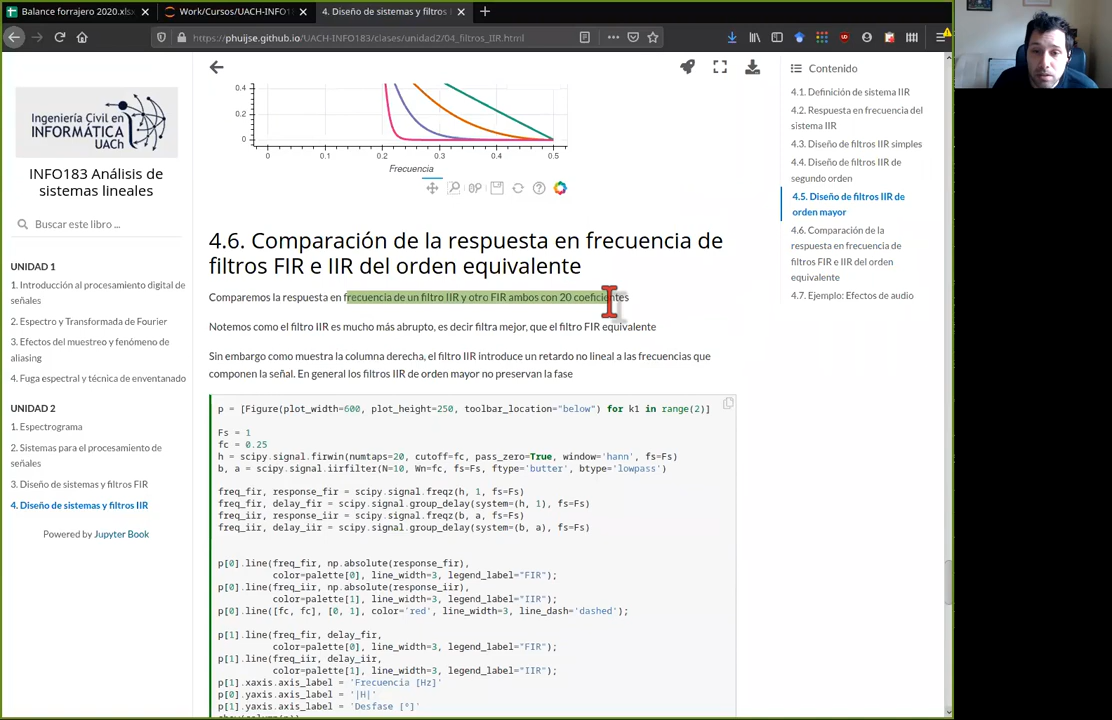 Balance forrajero 2020.xlsx
Work/Cursos/UACH-INFO1
4. Diseño de sistemas y filtros I
https://phuijse.github.io/UACH-INFO183/clases/unidad2/04_filtros_IIR.html
Ingeniería Civil en
INFORMÁTICA
UACh
INFO183 Análisis de
sistemas lineales
Buscar este libro ...
UNIDAD 1
1. Introducción al procesamiento digital de
señales
2. Espectro y Transformada de Fourier
3. Efectos del muestreo y fenómeno de
aliasing
4. Fuga espectral y técnica de enventanado
UNIDAD 2
1. Espectrograma
2. Sistemas para el procesamiento de
señales
3. Diseño de sistemas y filtros FIR
4. Diseño de sistemas y filtros IIR
Powered by Jupyter Book
0.4
0.2
0
0
0.1
0.2
0.3
0.4
0.5
Frecuencia
4.6. Comparación de la respuesta en frecuencia de
filtros FIR e IIR del orden equivalente
Comparemos la respuesta en frecuencia de un filtro IIR y otro FIR ambos con 20 coeficientes
Notemos como el filtro IIR es mucho más abrupto, es decir filtra mejor, que el filtro FIR equivalente
Sin embargo como muestra la columna derecha, el filtro IIR introduce un retardo no lineal a las frecuencias que
componen la señal. En general los filtros IIR de orden mayor no preservan la fase
p = [Figure(plot_width=600, plot_height=250, toolbar_location="below") for k1 in range(2)]
Fs = 1
fc = 0.25
h = scipy.signal.firwin(numtaps=20, cutoff=fc, pass_zero=True, window='hann', fs=Fs)
b, a = scipy.signal.iirfilter(N=10, Wn=fc, fs=Fs, ftype='butter', btype='lowpass')
freq_fir, response_fir = scipy.signal.freqz(h, 1, fs=Fs)
freq_fir, delay_fir = scipy.signal.group_delay(system=(h, 1), fs=Fs)
freq_iir, response_iir = scipy.signal.freqz(b, a, fs=Fs)
freq_iir, delay_iir = scipy.signal.group_delay(system=(b, a), fs=Fs)
p[0].line(freq_fir, np.absolute(response_fir),
color=palette[0], line_width=3, legend_label="FIR");
p[0].line(freq_iir, np.absolute(response_iir),
color=palette[1], line_width=3, legend_label="IIR");
p[0].line([fc, fc], [0, 1], color='red', line_width=3, line_dash='dashed');
p[1].line(freq_fir, delay_fir,
color=palette[0], line_width=3, legend_label="FIR");
p[1].line(freq_iir, delay_iir,
color=palette[1], line_width=3, legend_label="IIR");
p[1].xaxis.axis_label = 'Frecuencia [Hz]'
p[0].yaxis.axis_label = '|H|'
p[1].yaxis.axis_label = 'Desfase [°]'
Contenido
4.1. Definición de sistema IIR
4.2. Respuesta en frecuencia del
sistema IIR
4.3. Diseño de filtros IIR simples
4.4. Diseño de filtros IIR de
segundo orden
4.5. Diseño de filtros IIR de
orden mayor
4.6. Comparación de la
respuesta en frecuencia de
filtros FIR e IIR del orden
equivalente
4.7. Ejemplo: Efectos de audio